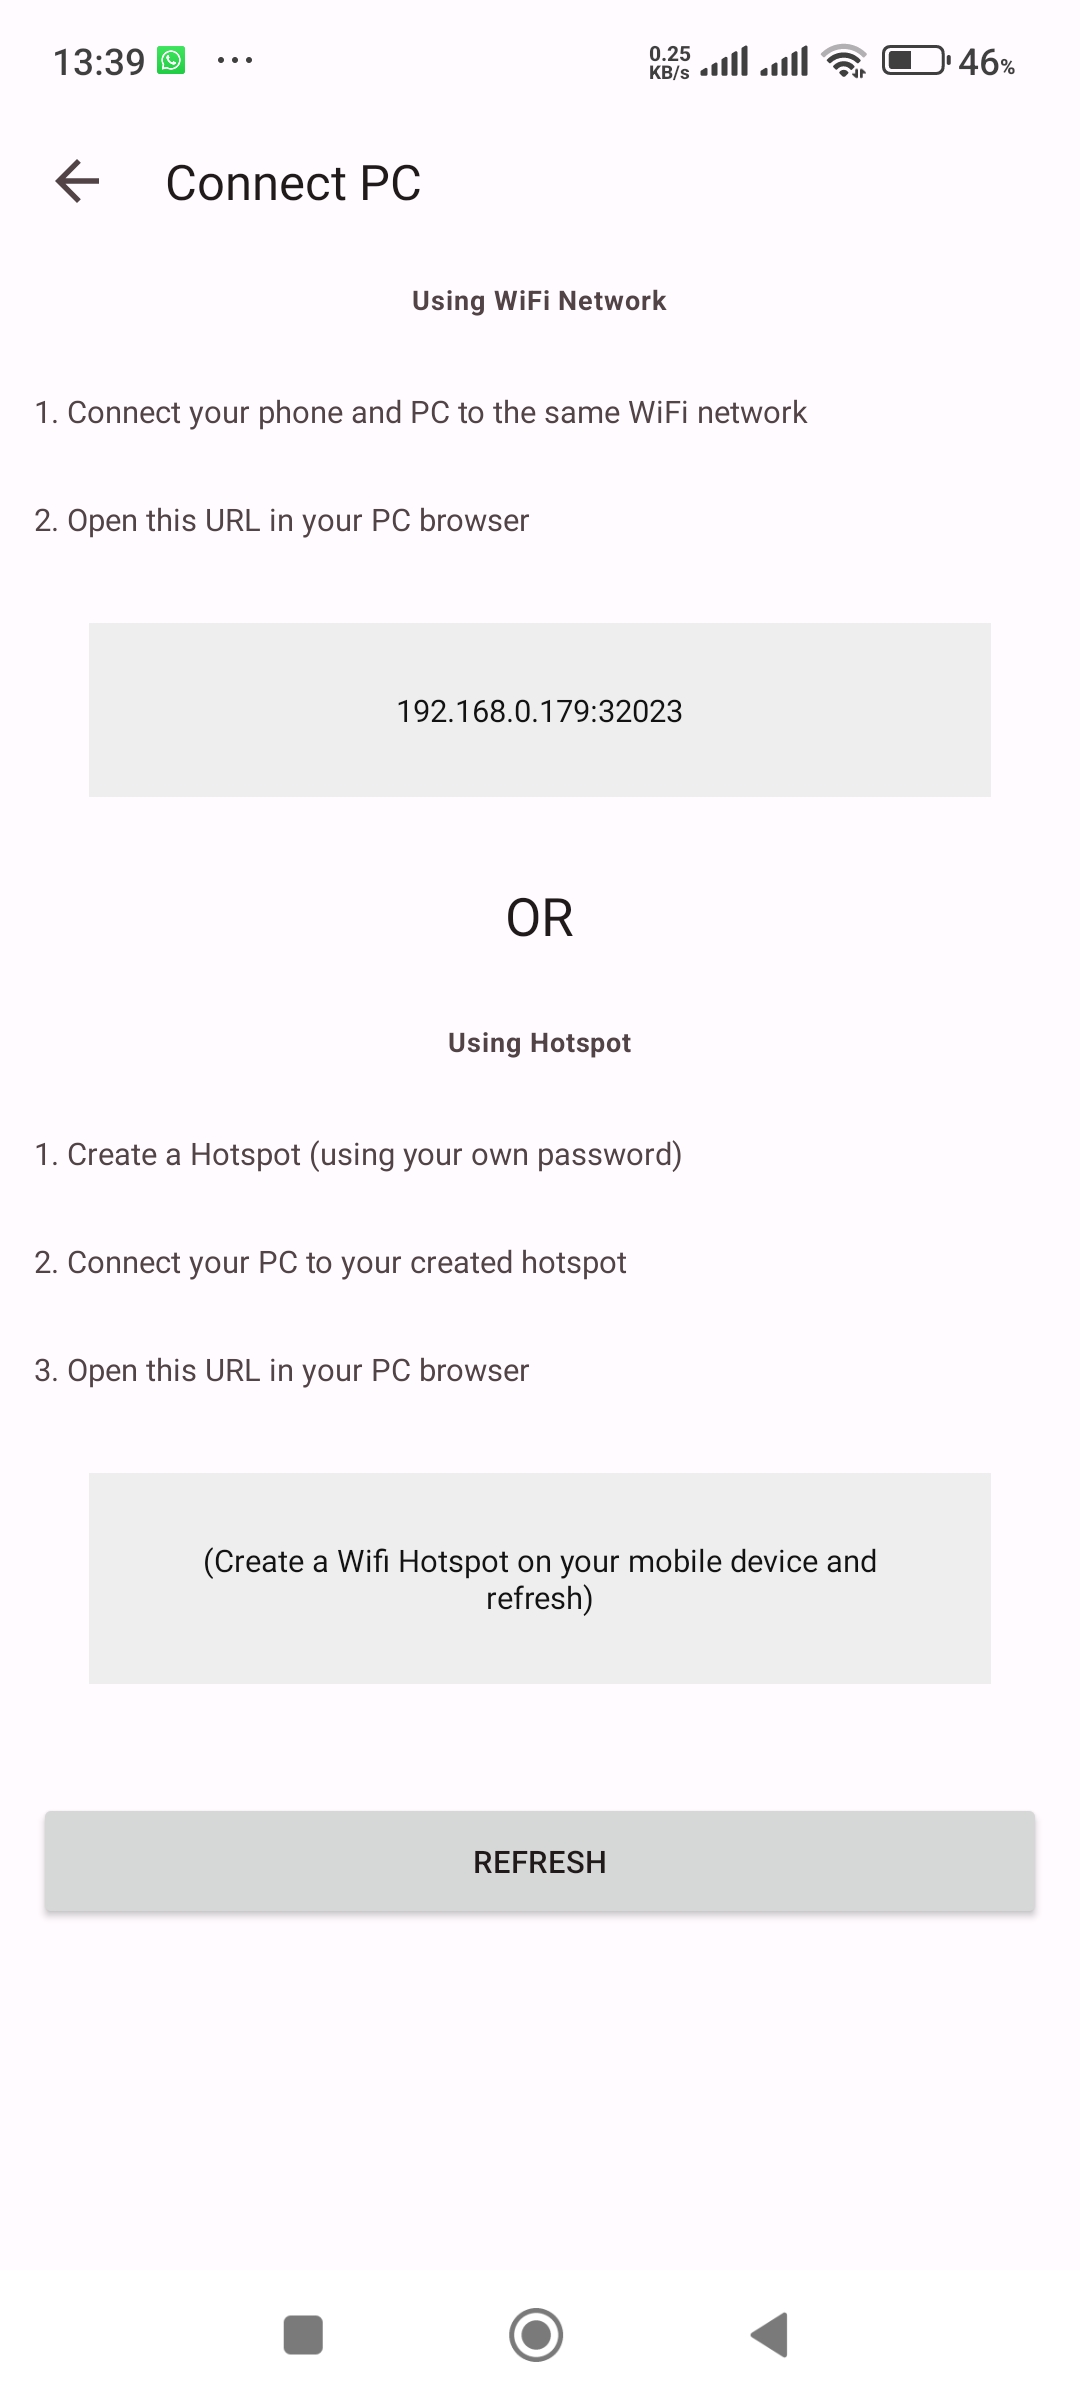 13:39
0.25
KB/s
46%
Connect PC
Using WiFi Network
1. Connect your phone and PC to the same WiFi network
2. Open this URL in your PC browser
192.168.0.179:32023
OR
Using Hotspot
1. Create a Hotspot (using your own password)
2. Connect your PC to your created hotspot
3. Open this URL in your PC browser
(Create a Wifi Hotspot on your mobile device and
refresh)
REFRESH